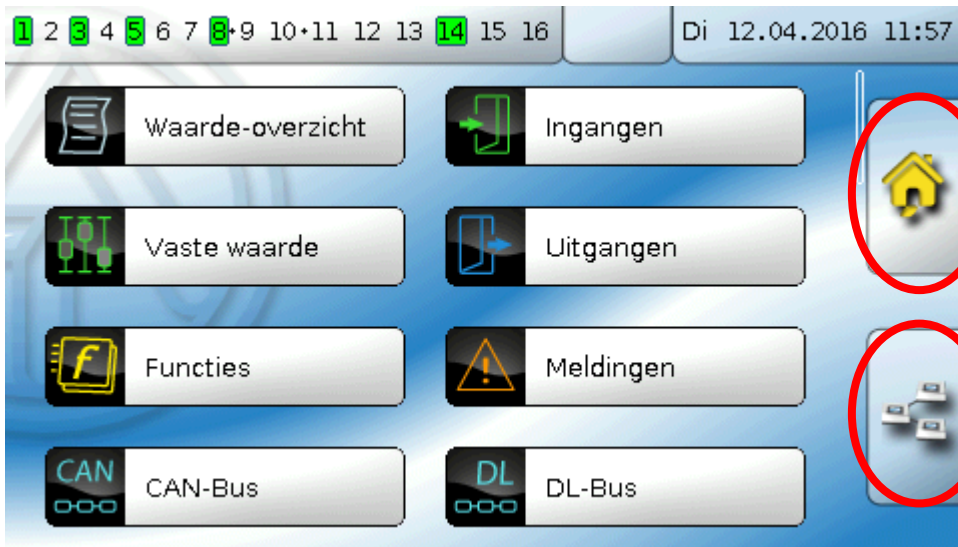 1 2 3 4 5 6 7 8•9 10•11 12 13 14 15 16 Di 12.04.2016 11:57
Waarde-overzicht Ingangen
Vaste waarde Uitgangen
f Functies Meldingen
CAN CAN-Bus DL DL-Bus